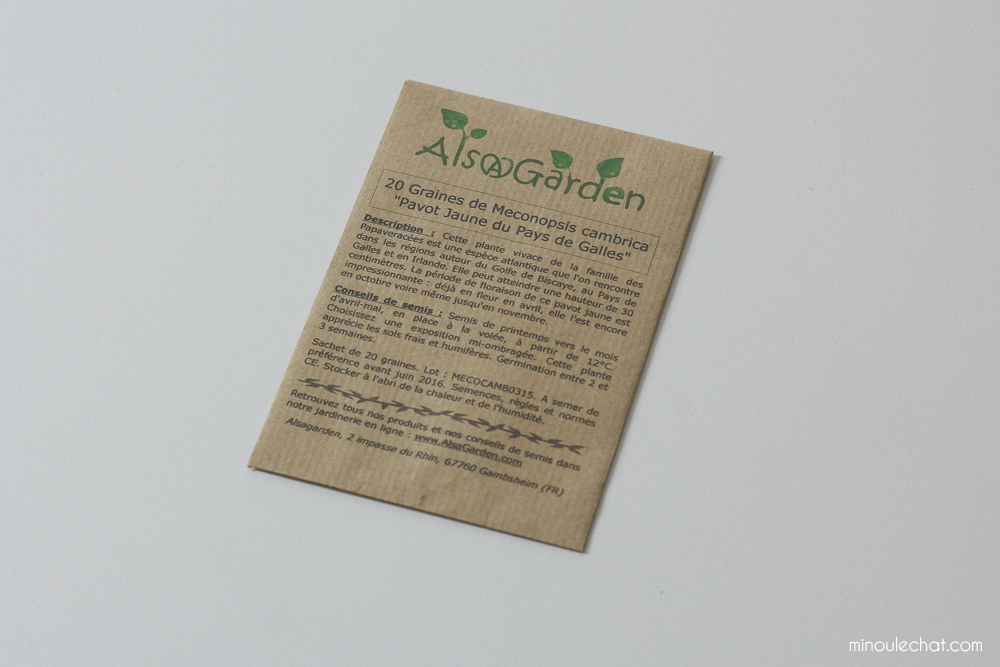 AlsaGarden
20 Graines de Meconopsis cambrica
"Pavot Jaune du Pays de Galles"
Description : Cette plante vivace de la famille des
Papaveracées est une espèce atlantique que l'on rencontre
dans les régions autour du Golfe de Biscaye, au Pays de
Galles et en Irlande. Elle peut atteindre une hauteur de 30
centimètres. La période de floraison de ce pavot jaune est
impressionnante : déjà en fleur en avril, elle l'est encore
en octobre voire même jusqu'en novembre.
Conseils de semis : Semis de printemps vers le mois
d'avril-mai, en place à la volée, à partir de 12°C.
Choisissez une exposition mi-ombragée. Cette plante
apprécie les sols frais et humifères. Germination entre 2 et
3 semaines.
Sachet de 20 graines. Lot : MECOCAMB0315. A semer de
préférence avant juin 2016. Semences, règles et normes
CE. Stocker à l'abri de la chaleur et de l'humidité.
Retrouvez tous nos produits et nos conseils de semis dans
notre jardinerie en ligne : www.AlsaGarden.com
Alsagarden, 2 impasse du Rhin, 67760 Gambsheim (FR)
minoulechat.com